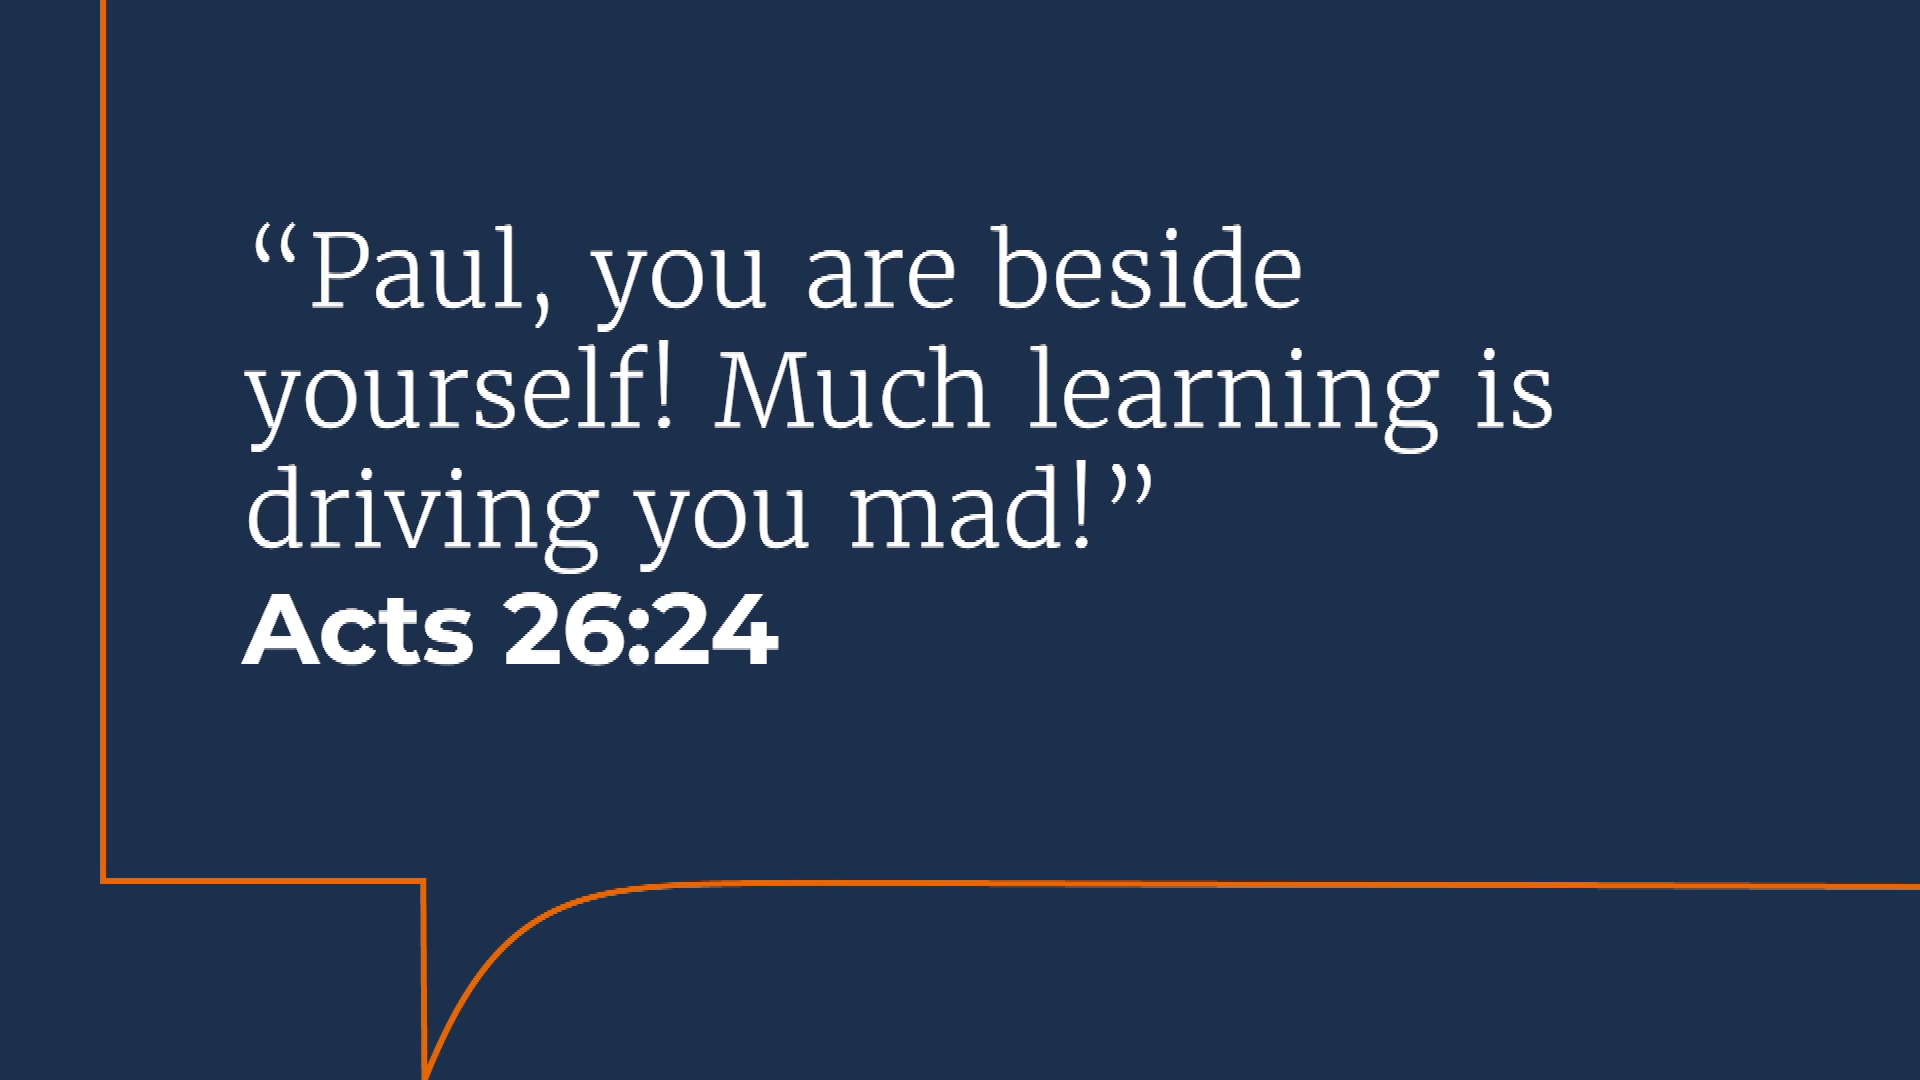 “Paul, you are beside
yourself! Much learning is
driving you mad!”
Acts 26:24